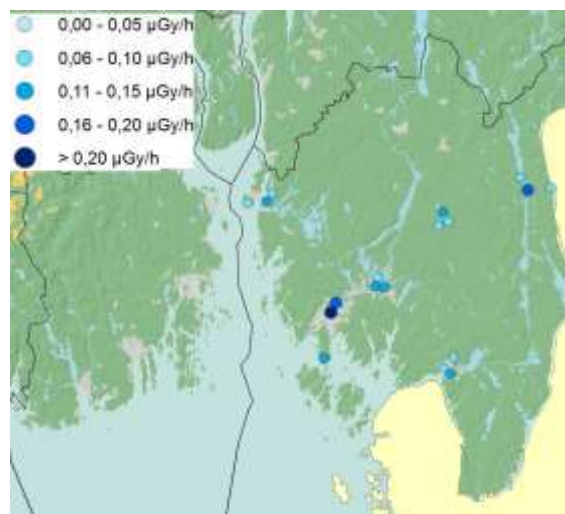 0,00 - 0,05 µGy/h
0,06 - 0,10 µGy/h
0,11 - 0,15 µGy/h
0,16 - 0,20 µGy/h
> 0,20 µGy/h